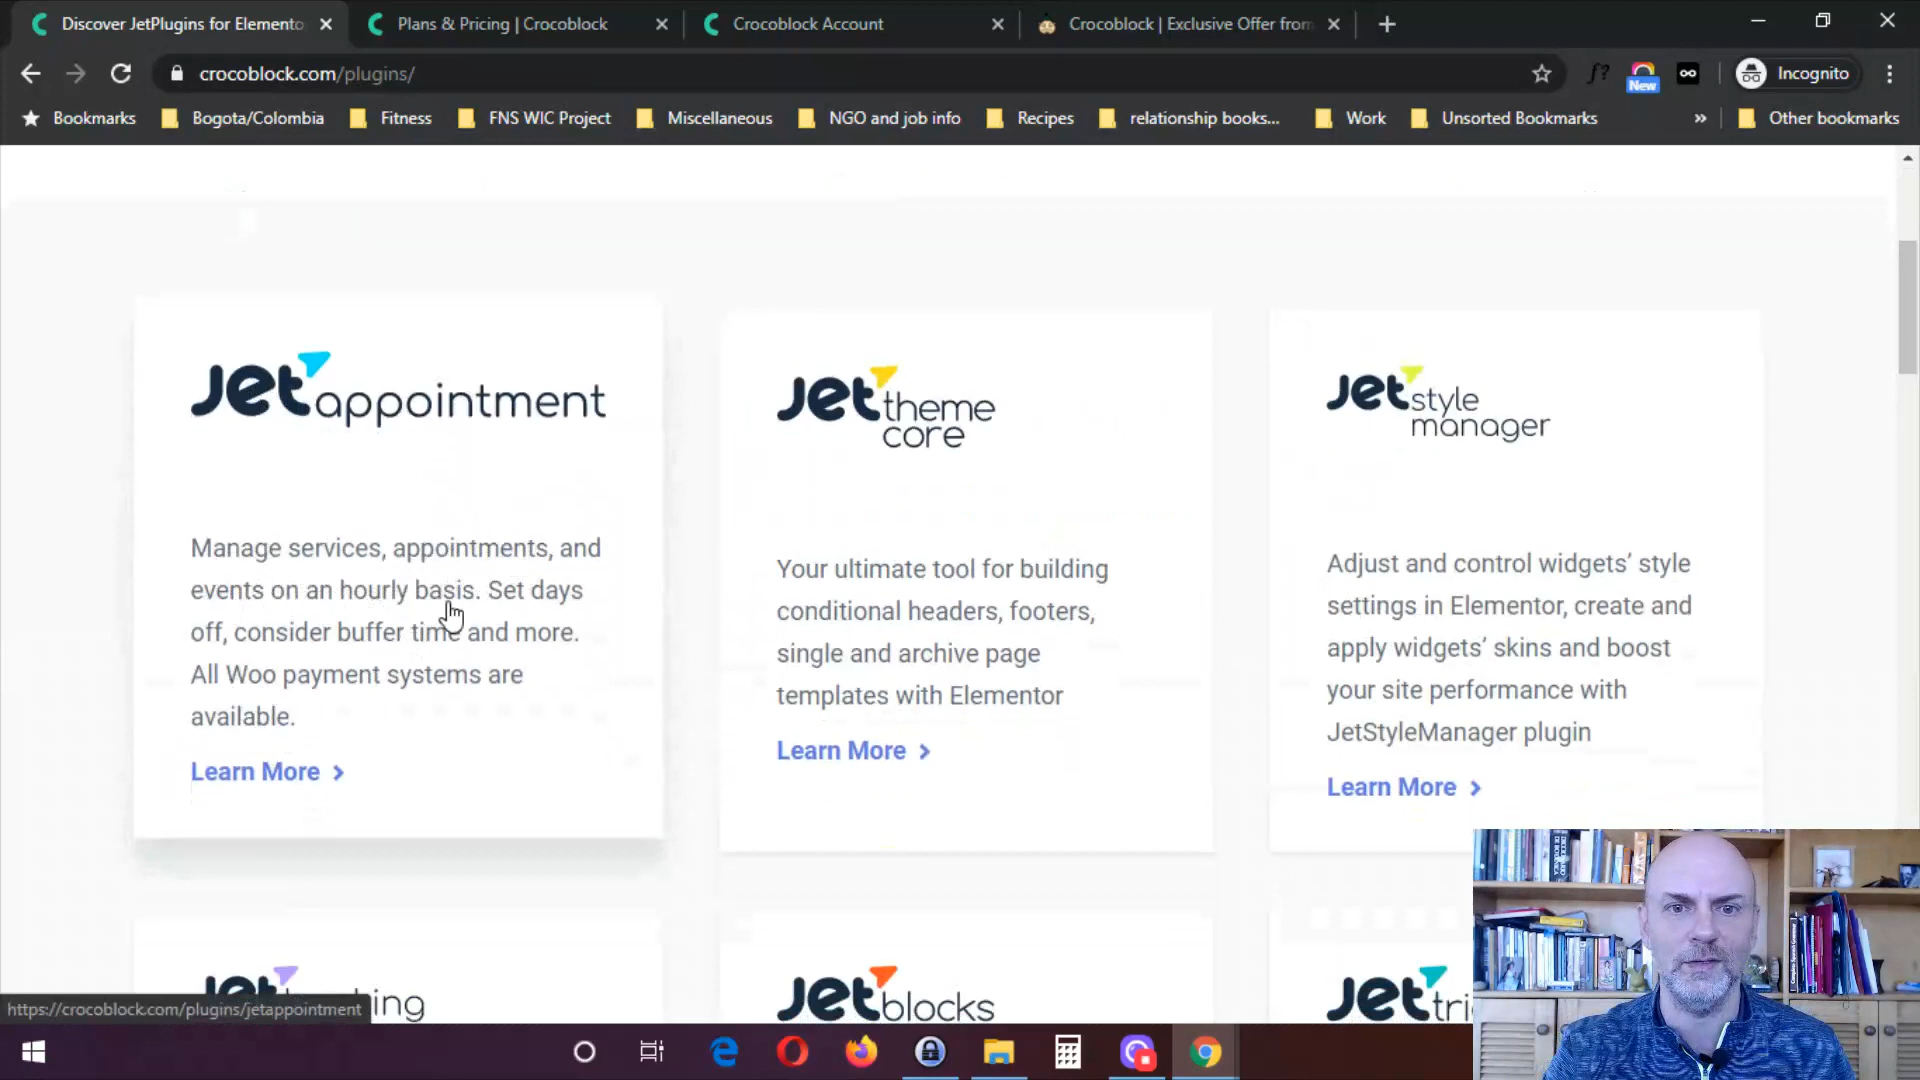 Discover JetPlugins for Elemento
Plans & Pricing | Crocoblock
Crocoblock Account
Crocoblock | Exclusive Offer from
crocoblock.com/plugins/
f?
New
Incognito
Bookmarks
Bogota/Colombia
Fitness
FNS WIC Project
Miscellaneous
NGO and job info
Recipes
relationship books...
Work
Unsorted Bookmarks
»
Other bookmarks
Jet appointment
Manage services, appointments, and
events on an hourly basis. Set days
off, consider buffer time and more.
All Woo payment systems are
available.
Learn More
Jet theme
core
Your ultimate tool for building
conditional headers, footers,
single and archive page
templates with Elementor
Learn More
Jet style
manager
Adjust and control widgets’ style
settings in Elementor, create and
apply widgets’ skins and boost
your site performance with
JetStyleManager plugin
Learn More
Jet
Jet blocks
Jet tri
https://crocoblock.com/plugins/jetappointment